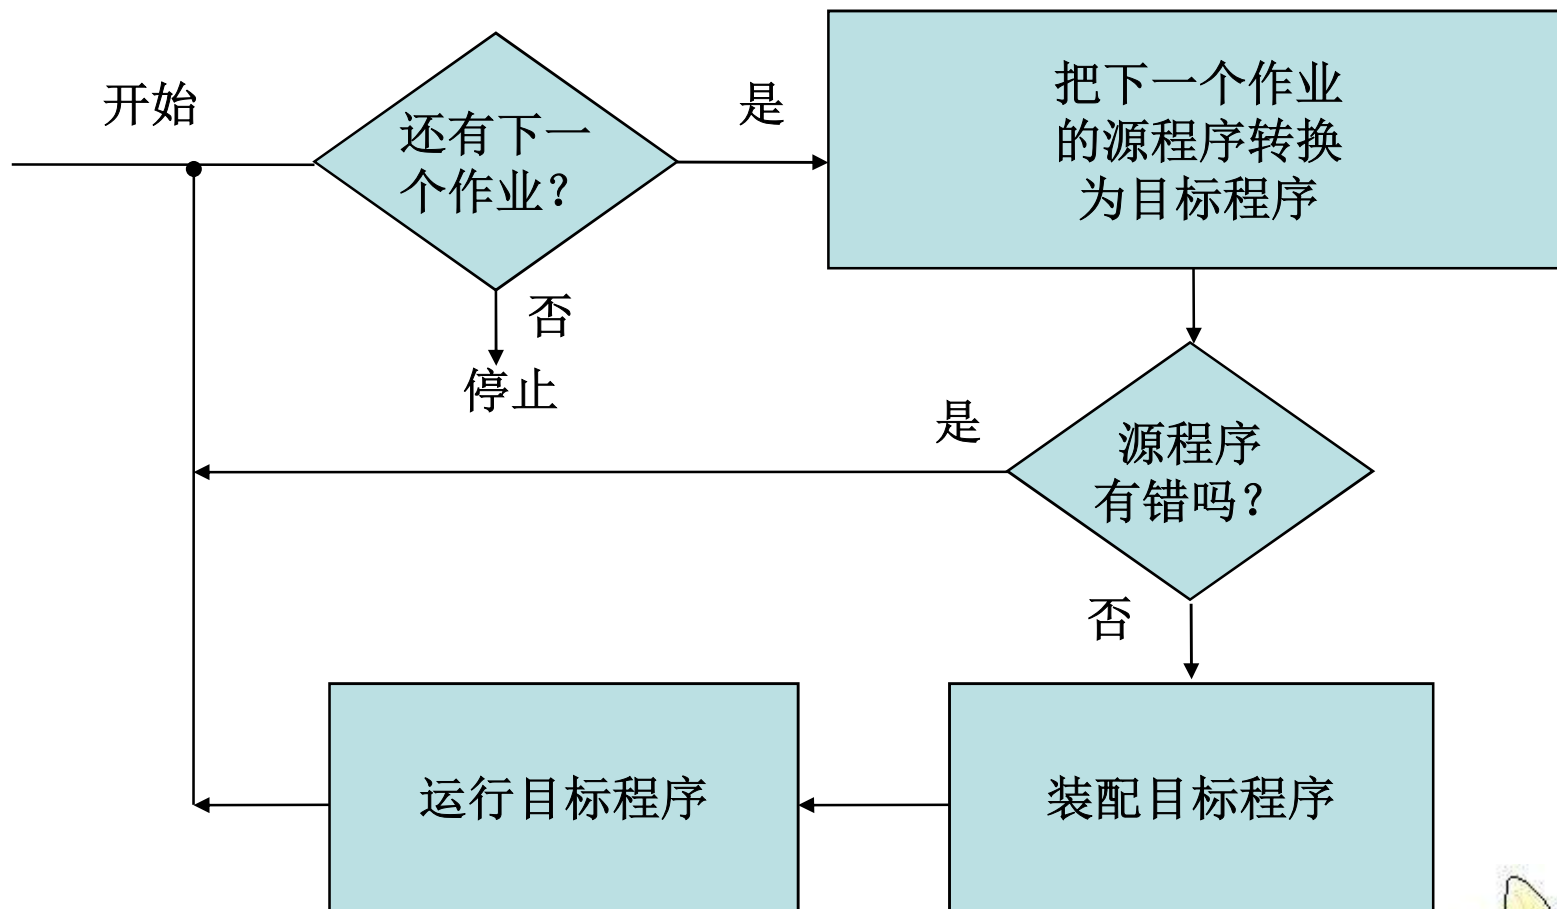 开始
还有下一
个作业？
是
把下一个作业
的源程序转换
为目标程序
否
停止
是
源程序
有错吗？
否
运行目标程序
装配目标程序